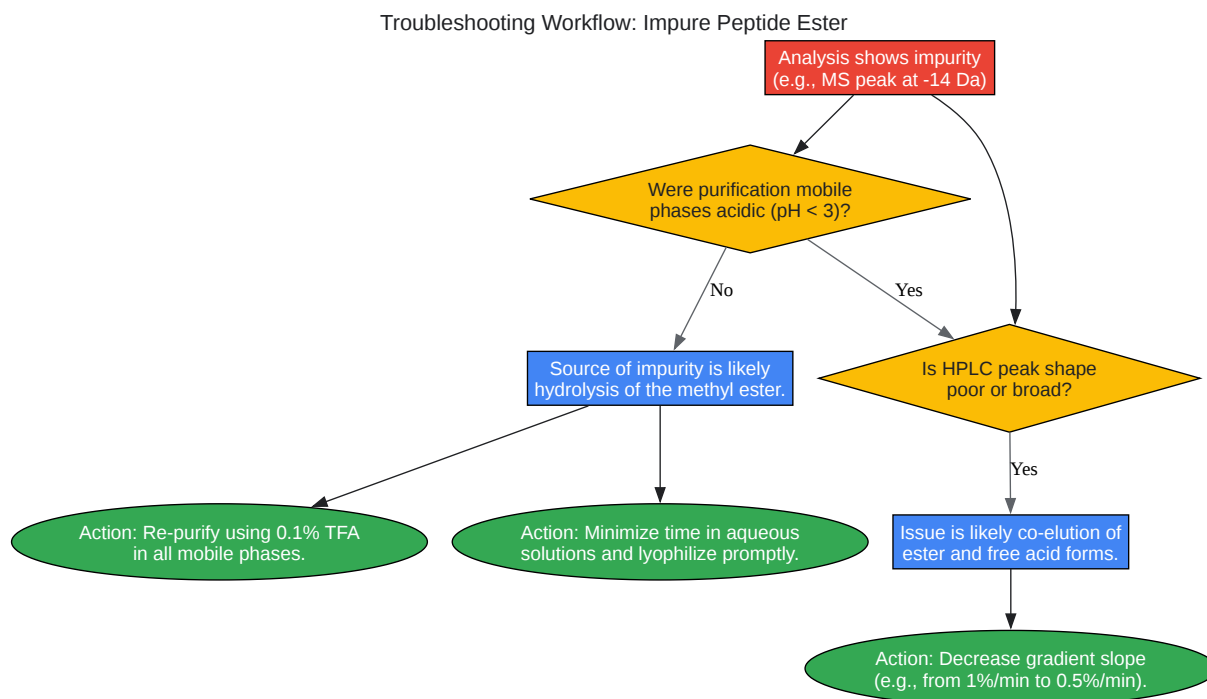 Troubleshooting Workflow: Impure Peptide Ester
Analysis shows impurity
(e.g., MS peak at -14 Da)
Were purification mobile
phases acidic (pH < 3)?
No
Yes
Source of impurity is likely
hydrolysis of the methyl ester.
Is HPLC peak shape
poor or broad?
Yes
Action: Re-purify using 0.1% TFA
in all mobile phases.
Action: Minimize time in aqueous
solutions and lyophilize promptly.
Issue is likely co-elution of
ester and free acid forms.
Action: Decrease gradient slope
(e.g., from 1%/min to 0.5%/min).